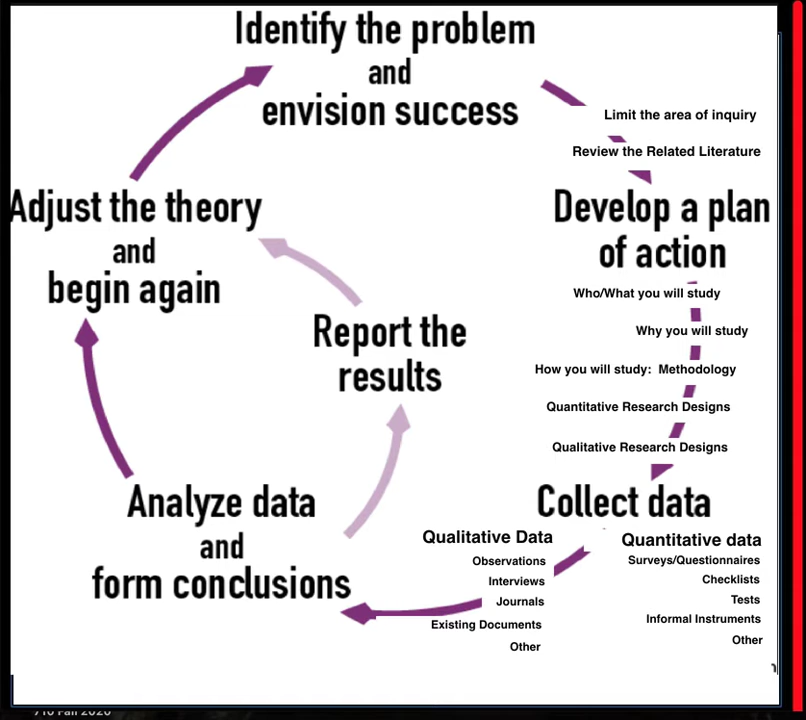 Identify the problem
and
envision success
Limit the area of inquiry
Review the Related Literature
Develop a plan
of action
Who/What you will study
Why you will study
How you will study: Methodology
Quantitative Research Designs
Qualitative Research Designs
Collect data
Qualitative Data
Observations
Interviews
Journals
Existing Documents
Other
Quantitative data
Surveys/Questionnaires
Checklists
Tests
Informal Instruments
Other
Analyze data
and
form conclusions
Report the
results
Adjust the theory
and
begin again
710 Fall 2020